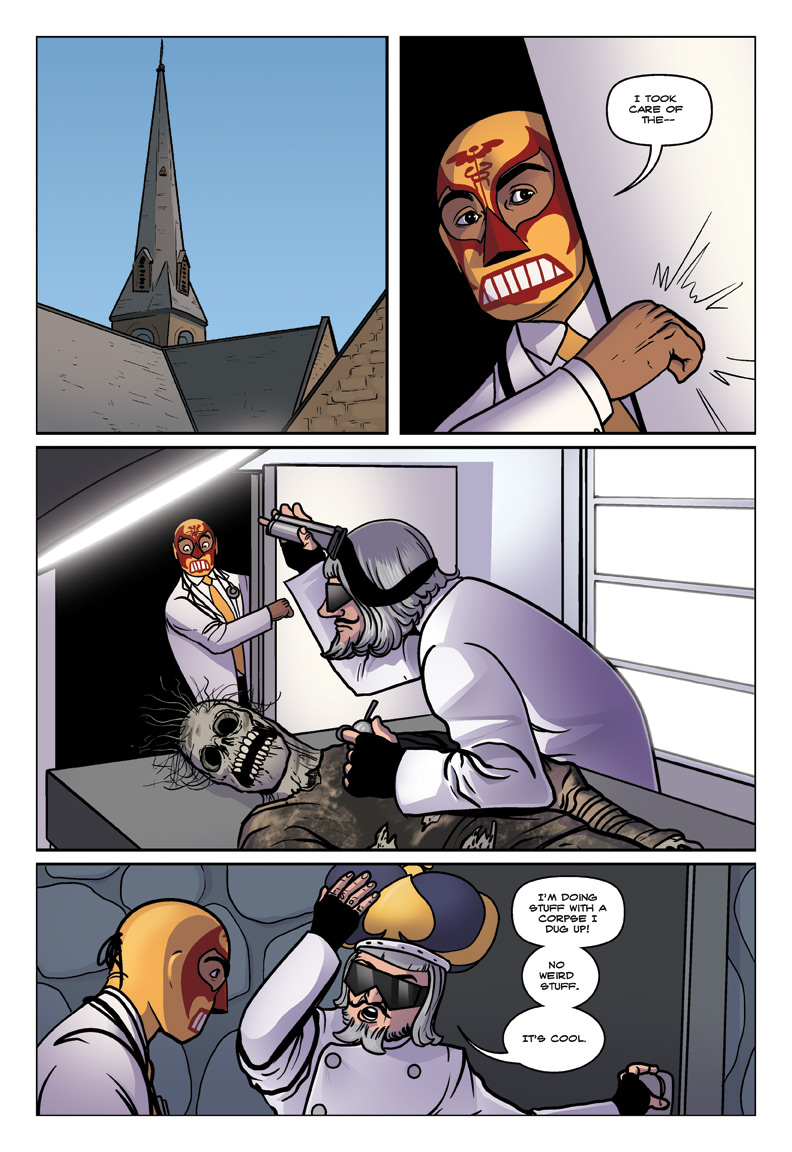 I TOOK
CARE OF
THE--
I'M DOING
STUFF WITH A
CORPSE I
DUG UP!
NO
WEIRD
STUFF.
IT'S COOL.